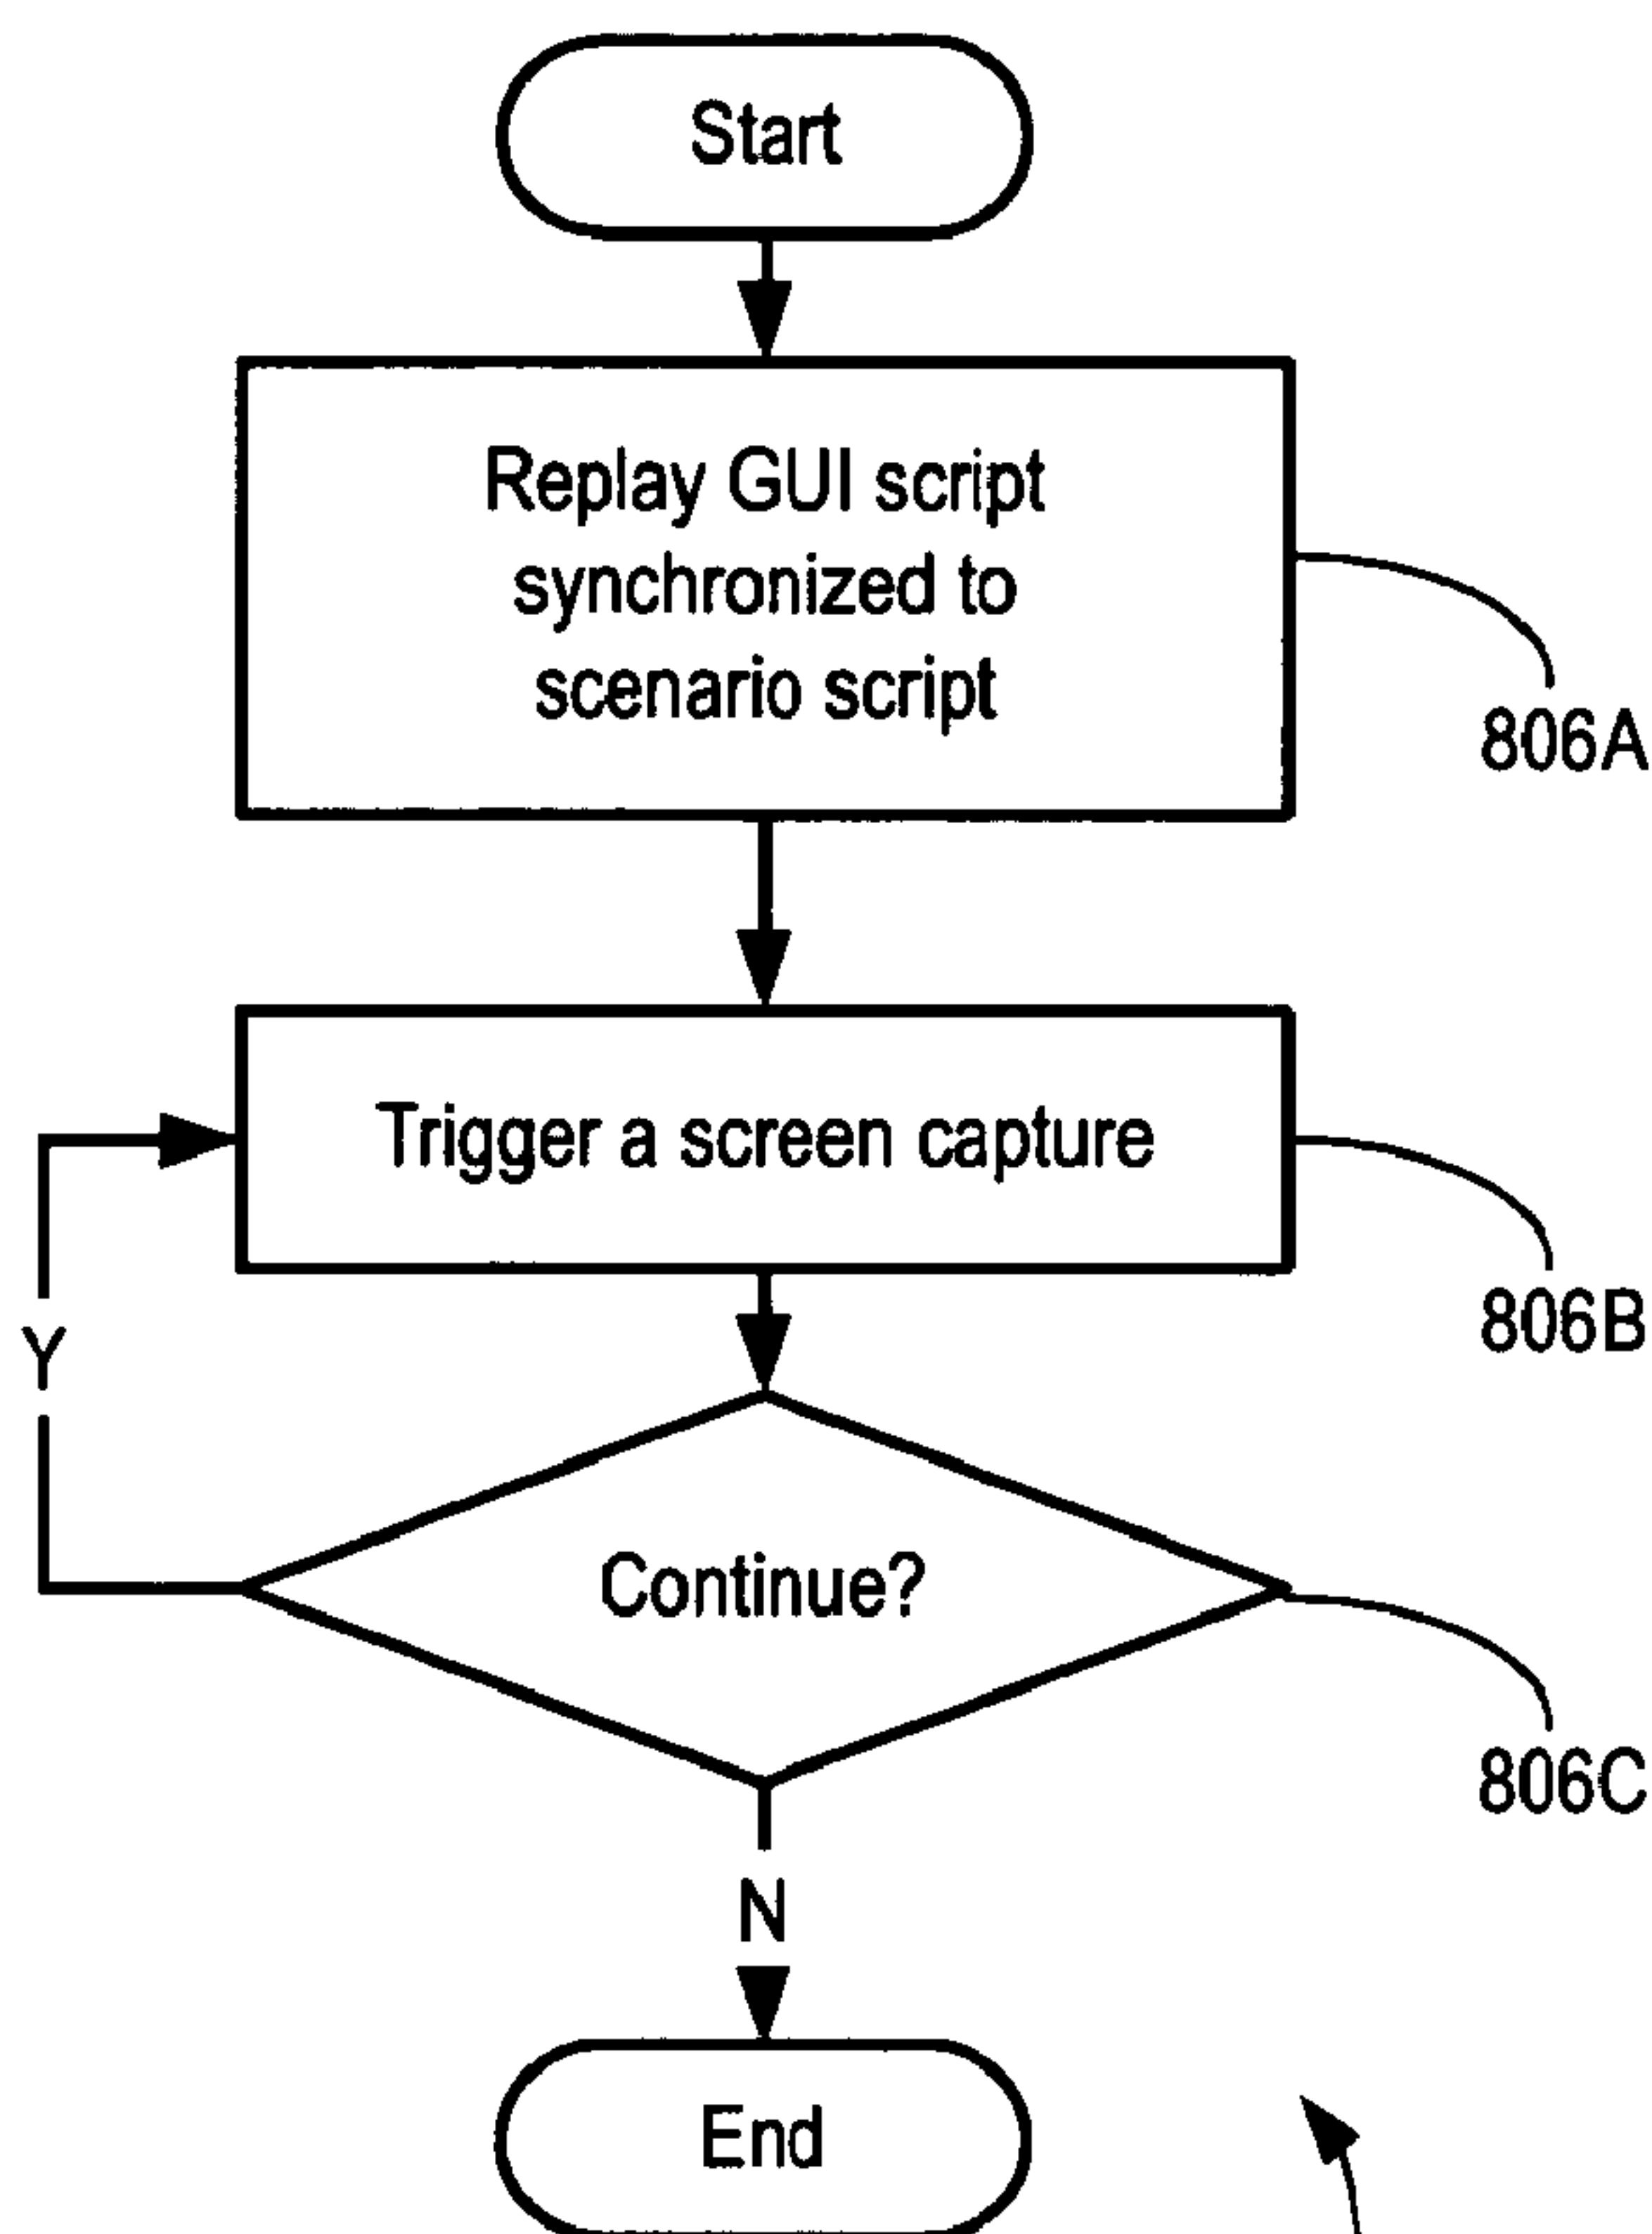 Start
Replay GUI script
synchronized to
scenario script
806A
Trigger a screen capture
806B
Y
Continue?
806C
N
End